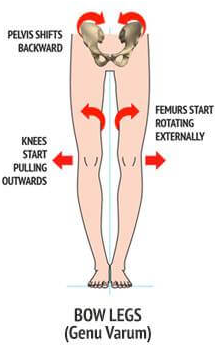 PELVIS SHIFTS
BACKWARD
FEMURS START
ROTATING
EXTERNALLY
KNEES
START
PULLING
OUTWARDS
BOW LEGS
(Genu Varum)